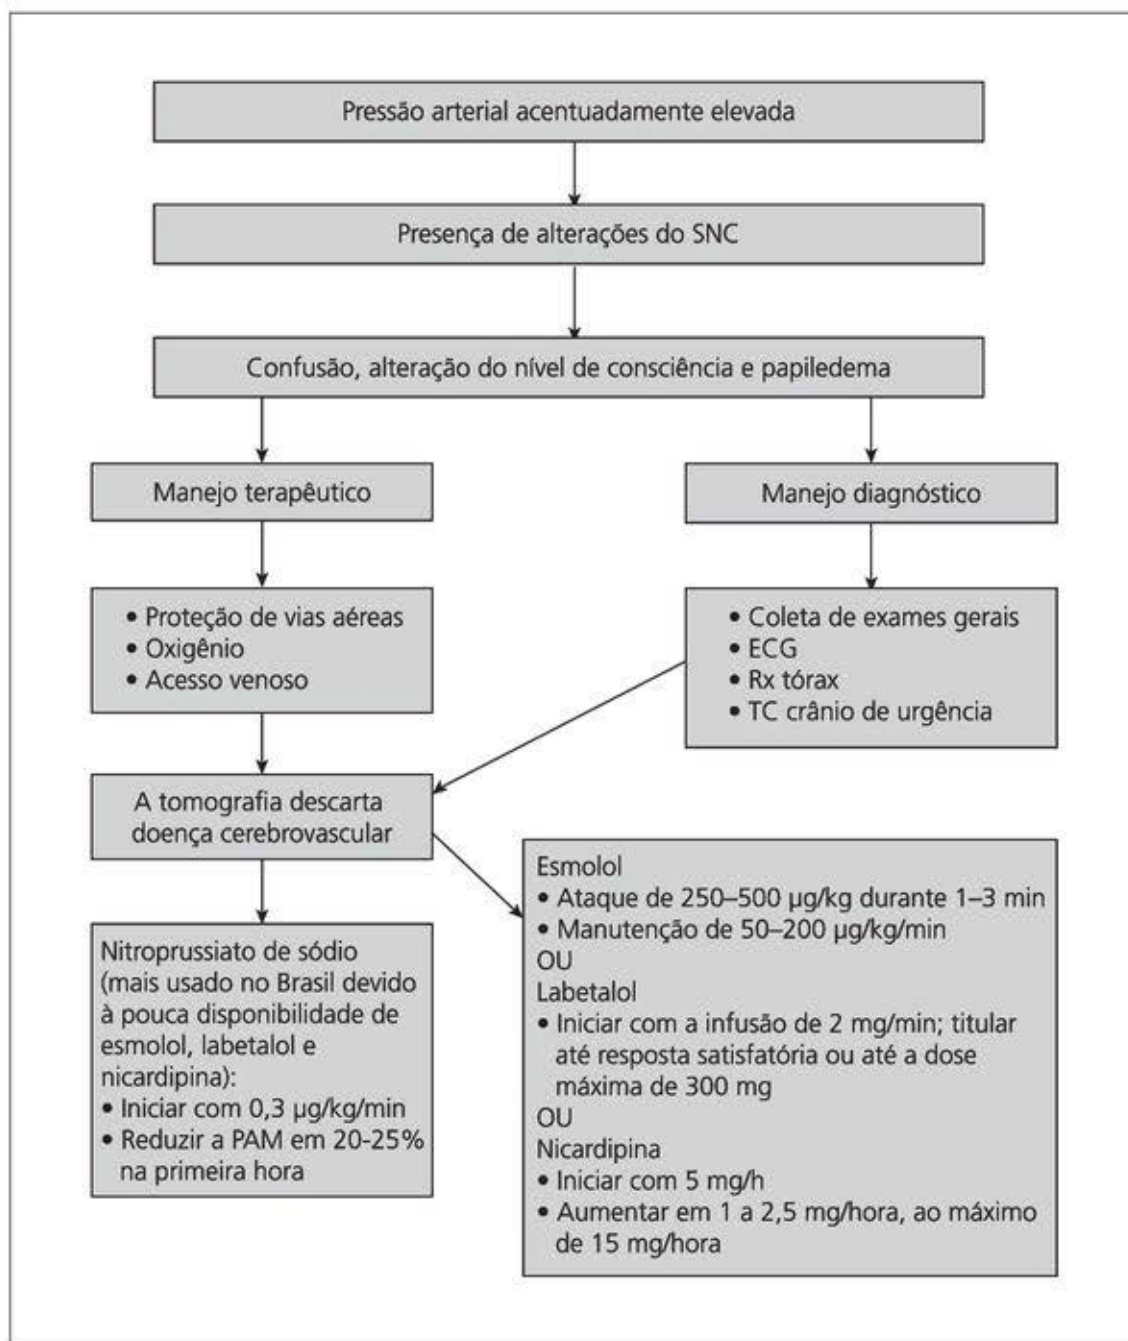 Pressão arterial acentuadamente elevada
Presença de alterações do SNC
Confusão, alteração do nível de consciência e papiledema
Manejo terapêutico
Manejo diagnóstico
• Proteção de vias aéreas
• Oxigênio
• Acesso venoso
• Coleta de exames gerais
• ECG
• Rx tórax
• TC crânio de urgência
A tomografia descarta
doença cerebrovascular
Nitroprussiato de sódio
(mais usado no Brasil devido
à pouca disponibilidade de
esmolol, labetalol e
nicardipina):
• Iniciar com 0,3 µg/kg/min
• Reduzir a PAM em 20-25%
na primeira hora
Esmolol
• Ataque de 250–500 µg/kg durante 1–3 min
• Manutenção de 50–200 µg/kg/min
OU
Labetalol
• Iniciar com a infusão de 2 mg/min; titular
até resposta satisfatória ou até a dose
máxima de 300 mg
OU
Nicardipina
• Iniciar com 5 mg/h
• Aumentar em 1 a 2,5 mg/hora, ao máximo
de 15 mg/hora